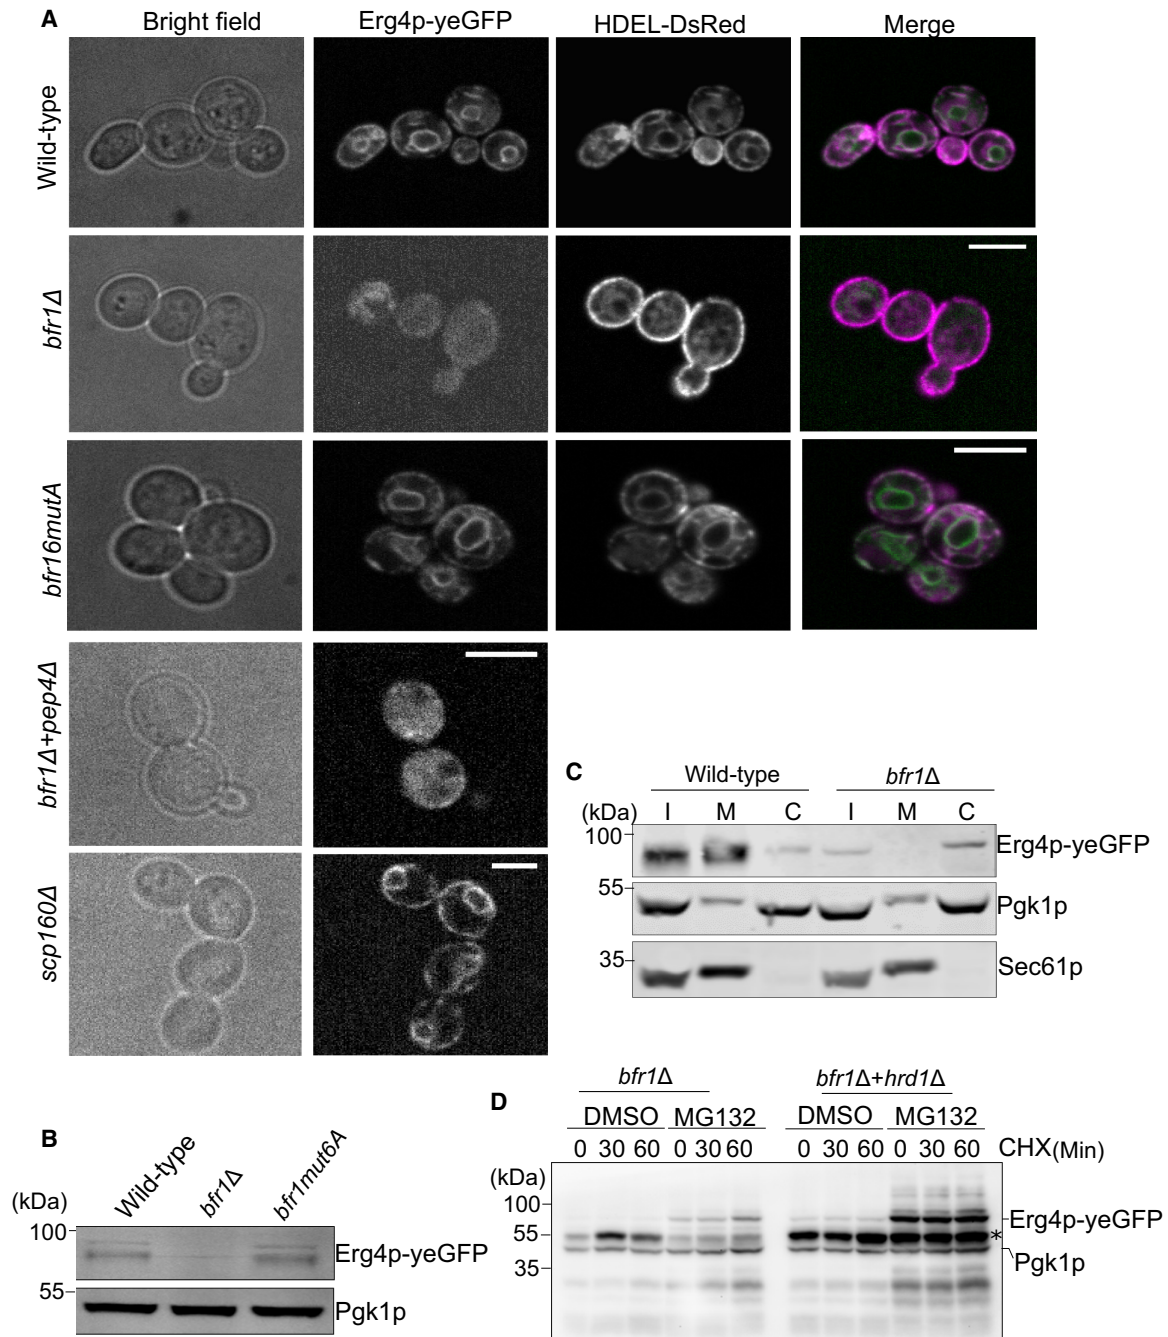 A
Bright field Erg4p-yeGFP HDEL-DsRed Merge
Wild-type
bfr1Δ
bfr16mutA
bfr1Δ+pep4Δ
scp160Δ
C
Wild-type bfr1Δ
(kDa) I M C I M C
100
Erg4p-yeGFP
55
Pgk1p
35
Sec61p
B
Wild-type bfr1Δ bfr1mut6A
(kDa)
100
Erg4p-yeGFP
55
Pgk1p
D
bfr1Δ bfr1Δ+hrd1Δ
DMSO MG132 DMSO MG132
0 30 60 0 30 60 0 30 60 0 30 60 CHX(Min)
(kDa)
100
Erg4p-yeGFP
55 *
Pgk1p
35